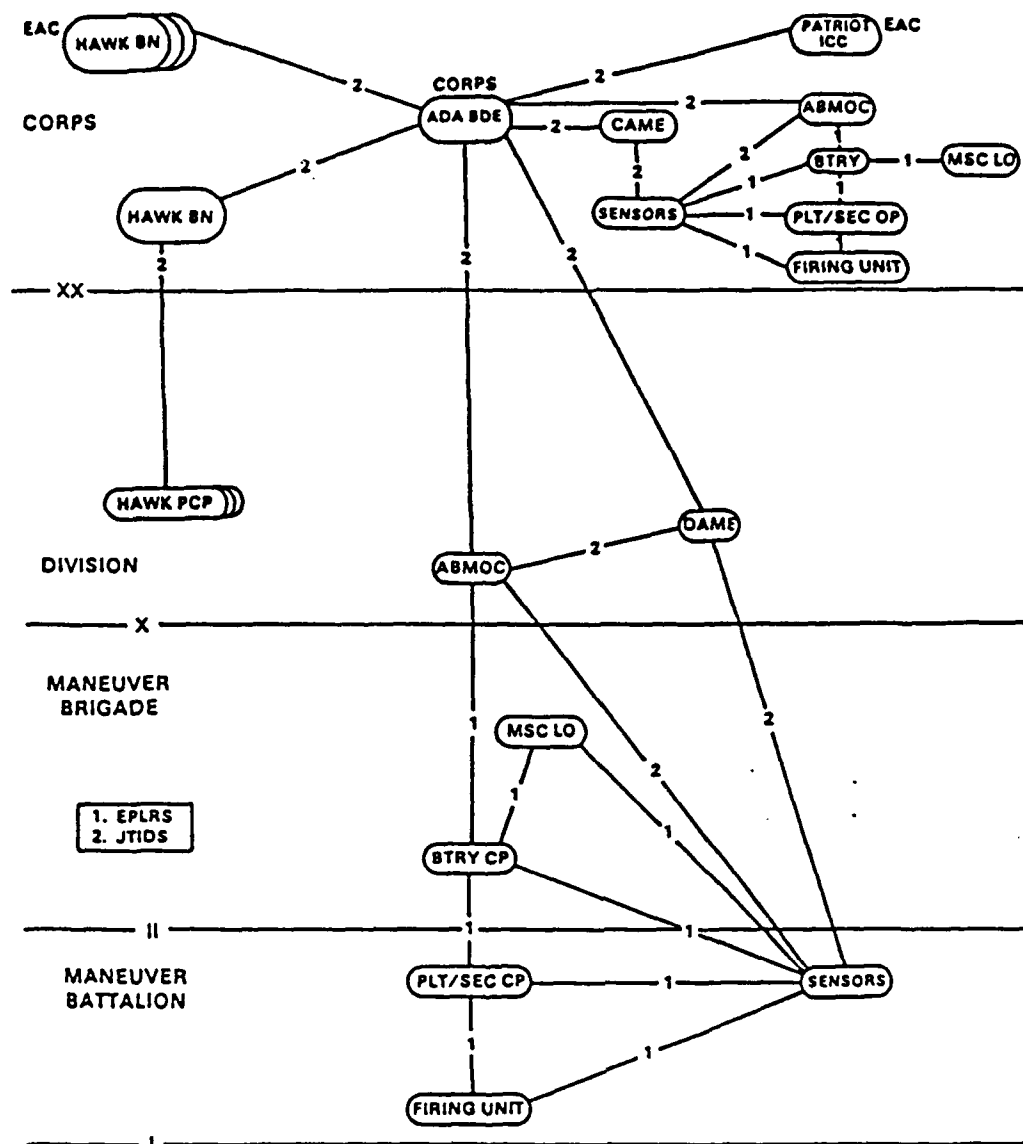 EAC HAWK BN
PATRIOT ICC EAC
2
2
CORPS
ADA BDE
2
ABMOC
CORPS
2
CAME
1
2
2
BTRY
1
MSC LO
2
1
1
HAWK BN
SENSORS
1
PLT/SEC OP
1
1
FIRING UNIT
2
2
2
XX
HAWK PCP
DAME
2
DIVISION
ABMOC
X
MANEUVER
BRIGADE
1
MSC LO
2
2
1
1
1. EPLRS
2. JTIDS
BTRY CP
II
1
1
MANEUVER
BATTALION
PLT/SEC CP
1
SENSORS
1
1
FIRING UNIT
I